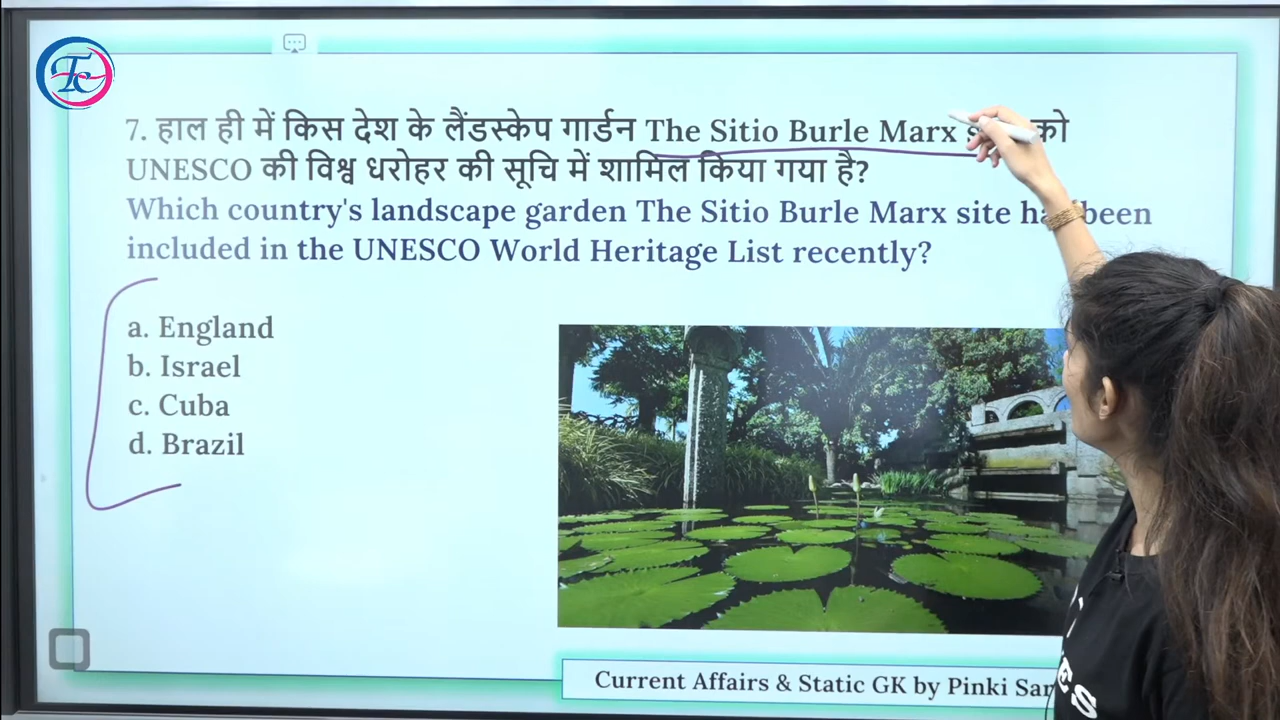 Tc
7. हाल ही में किस देश के लैंडस्केप गार्डन The Sitio Burle Marx को
UNESCO की विश्व धरोहर की सूचि में शामिल किया गया है?
Which country's landscape garden The Sitio Burle Marx site been
included in the UNESCO World Heritage List recently?
a. England
b. Israel
c. Cuba
d. Brazil
Current Affairs & Static GK by Pinki